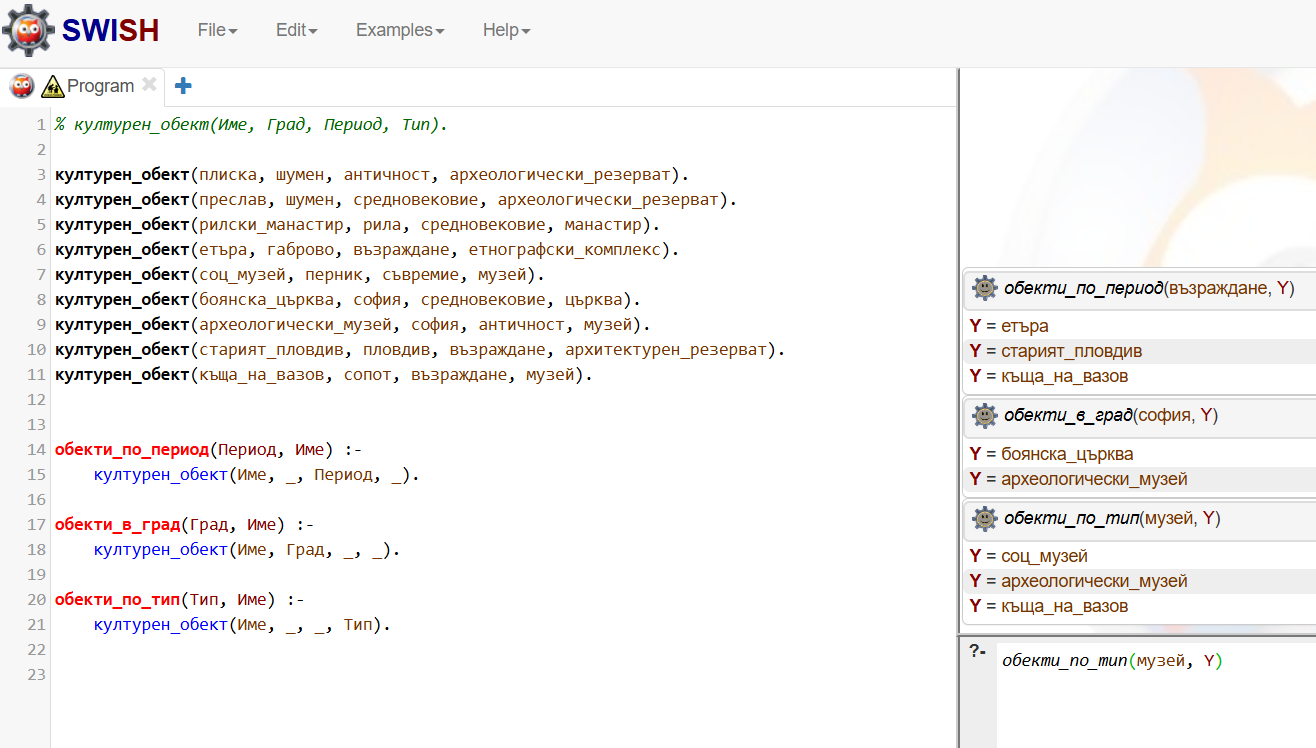 SWISH File Edit Examples Help
Program
1 % културен_обект(Име, Град, Период, Тип).
2
3 културен_обект(плиска, шумен, античност, археологически_резерват).
4 културен_обект(преслав, шумен, средновековие, археологически_резерват).
5 културен_обект(рилски_манастир, рила, средновековие, манастир).
6 културен_обект(етъра, габрово, възраждане, етнографски_комплекс).
7 културен_обект(соц_музей, перник, съвремие, музей).
8 културен_обект(боянска_църква, софия, средновековие, църква).
9 културен_обект(археологически_музей, софия, античност, музей).
10 културен_обект(старият_пловдив, пловдив, възраждане, архитектурен_резерват).
11 културен_обект(къща_на_вазов, сопот, възраждане, музей).
12
13
14 обекти_по_период(Период, Име) :-
15 културен_обект(Име, _, Период, _).
16
17 обекти_в_град(Град, Име) :-
18 културен_обект(Име, Град, _, _).
19
20 обекти_по_тип(Тип, Име) :-
21 културен_обект(Име, _, _, Тип).
22
23
обекти_по_период(възраждане, Y)
Y = етъра
Y = старият_пловдив
Y = къща_на_вазов
обекти_в_град(софия, Y)
Y = боянска_църква
Y = археологически_музей
обекти_по_тип(музей, Y)
Y = соц_музей
Y = археологически_музей
Y = къща_на_вазов
?- обекти_по_тип(музей, Y)